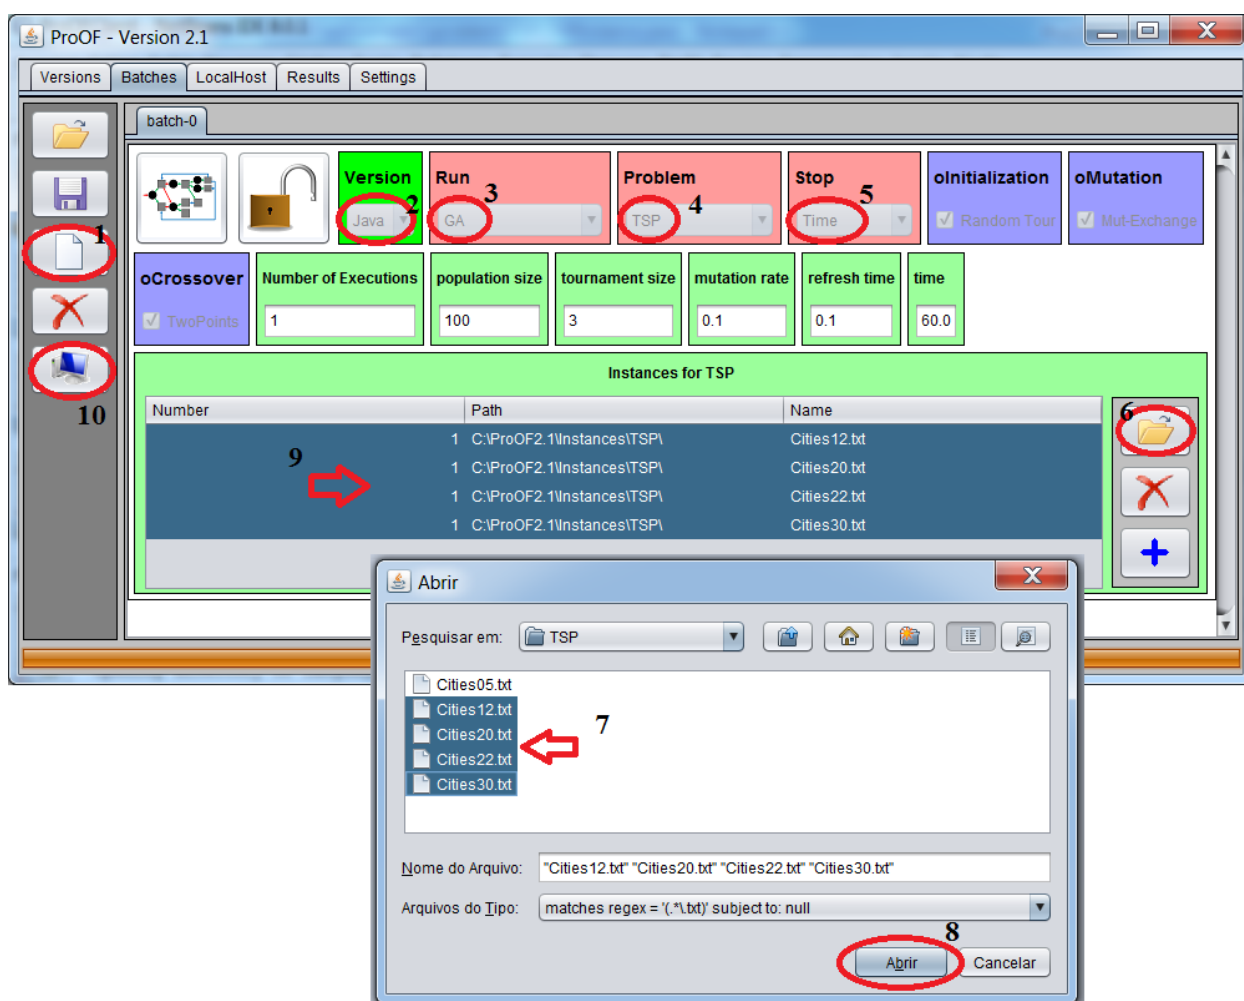 ProOF - Version 2.1
Versions Batches LocalHost Results Settings
batch-0
Version Run Problem Stop oInitialization oMutation
2 3 4 5
Java GA TSP Time Random Tour Mut-Exchange
1
oCrossover Number of Executions population size tournament size mutation rate refresh time time
TwoPoints 1 100 3 0.1 0.1 60.0
Instances for TSP
10
Number Path Name
6
1 C:\ProOF2.1\Instances\TSP\ Cities12.txt
9
1 C:\ProOF2.1\Instances\TSP\ Cities20.txt
1 C:\ProOF2.1\Instances\TSP\ Cities22.txt
1 C:\ProOF2.1\Instances\TSP\ Cities30.txt
Abrir
Pesquisar em: TSP
Cities05.txt
Cities12.txt
7
Cities20.txt
Cities22.txt
Cities30.txt
Nome do Arquivo: "Cities12.txt" "Cities20.txt" "Cities22.txt" "Cities30.txt"
Arquivos do Tipo: matches regex = '(.*\.txt)' subject to: null
8
Abrir Cancelar